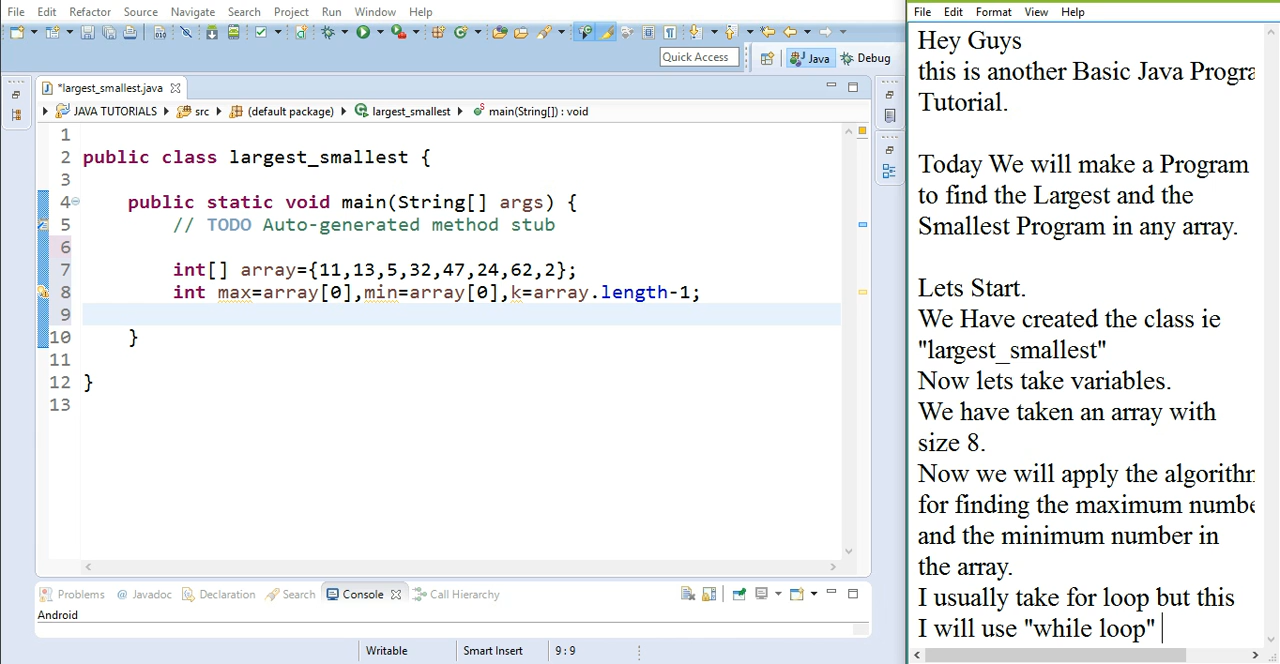 File Edit Refactor Source Navigate Search Project Run Window Help
Quick Access Java Debug
*largest_smallest.java
JAVA TUTORIALS src (default package) largest_smallest main(String[]) : void
1
2 public class largest_smallest {
3
4 public static void main(String[] args) {
5 // TODO Auto-generated method stub
6
7 int[] array={11,13,5,32,47,24,62,2};
8 int max=array[0],min=array[0],k=array.length-1;
9
10 }
11
12 }
13
Problems Javadoc Declaration Search Console Call Hierarchy
Android
Writable Smart Insert 9 : 9
File Edit Format View Help
Hey Guys
this is another Basic Java Progra
Tutorial.
Today We will make a Program
to find the Largest and the
Smallest Program in any array.
Lets Start.
We Have created the class ie
"largest_smallest"
Now lets take variables.
We have taken an array with
size 8.
Now we will apply the algorithn
for finding the maximum numbe
and the minimum number in
the array.
I usually take for loop but this
I will use "while loop"